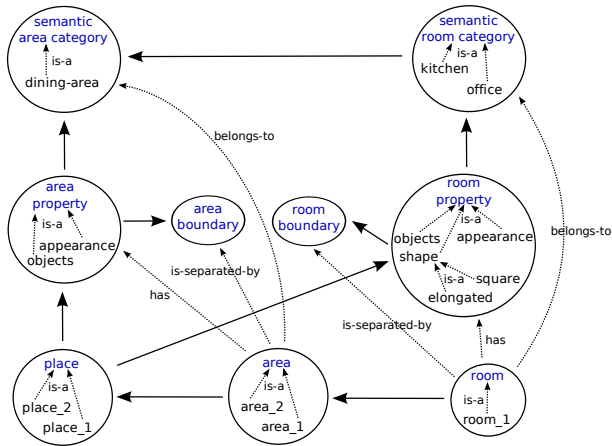 semantic
area category
is-a
dining-area
semantic
room category
is-a
kitchen
office
belongs-to
area
property
is-a
appearance
objects
area
boundary
room
boundary
room
property
is-a
objects
appearance
shape
is-a
square
elongated
belongs-to
is-separated-by
has
is-separated-by
has
place
is-a
place_2
place_1
area
is-a
area_2
area_1
room
is-a
room_1